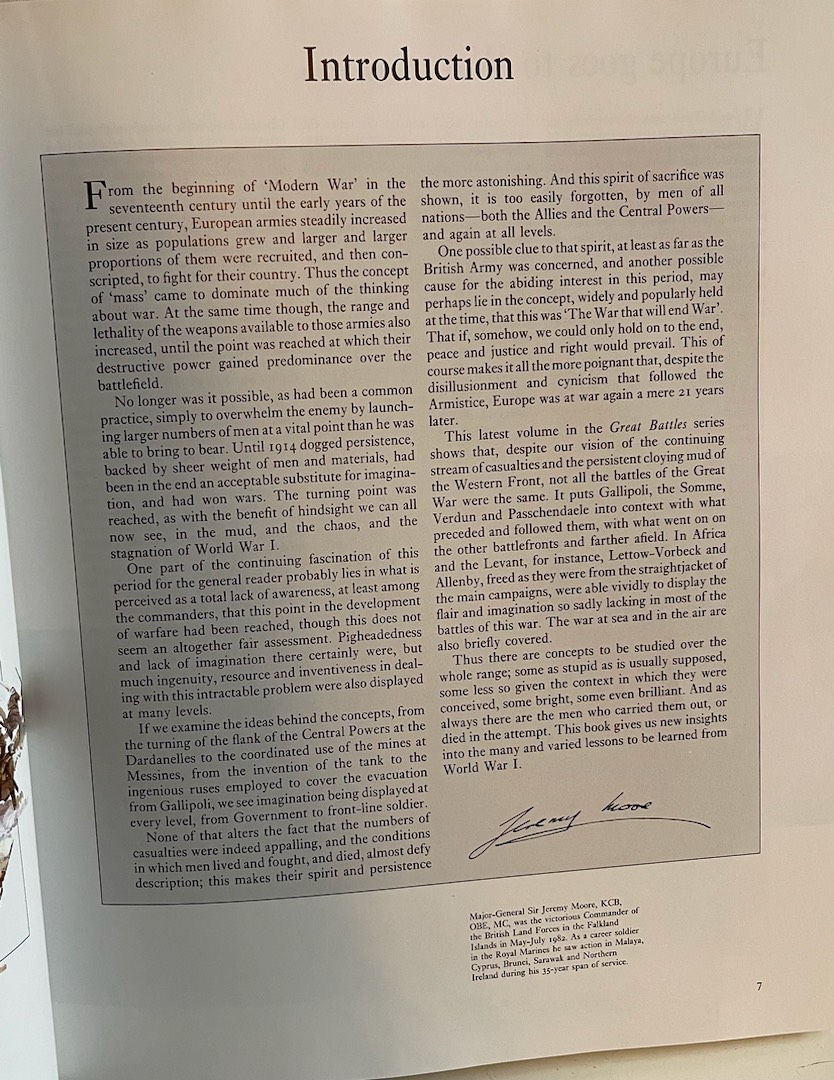 Introduction
From the beginning of ‘Modern War’ in the
seventeenth century until the early years of the
present century, European armies steadily increased
in size as populations grew and larger and larger
proportions of them were recruited, and then con-
scripted, to fight for their country. Thus the concept
of ‘mass’ came to dominate much of the thinking
about war. At the same time though, the range and
lethality of the weapons available to those armies also
increased, until the point was reached at which their
destructive power gained predominance over the
battlefield.
No longer was it possible, as had been a common
practice, simply to overwhelm the enemy by launch-
ing larger numbers of men at a vital point than he was
able to bring to bear. Until 1914 dogged persistence,
backed by sheer weight of men and materials, had
been in the end an acceptable substitute for imagina-
tion, and had won wars. The turning point was
reached, as with the benefit of hindsight we can all
now see, in the mud, and the chaos, and the
stagnation of World War I.
One part of the continuing fascination of this
period for the general reader probably lies in what is
perceived as a total lack of awareness, at least among
the commanders, that this point in the development
of warfare had been reached, though this does not
seem an altogether fair assessment. Pigheadedness
and lack of imagination there certainly were, but
much ingenuity, resource and inventiveness in deal-
ing with this intractable problem were also displayed
at many levels.
If we examine the ideas behind the concepts, from
the turning of the flank of the Central Powers at the
Dardanelles to the coordinated use of the mines at
Messines, from the invention of the tank to the
ingenious ruses employed to cover the evacuation
from Gallipoli, we see imagination being displayed at
every level, from Government to front-line soldier.
None of that alters the fact that the numbers of
casualties were indeed appalling, and the conditions
in which men lived and fought, and died, almost defy
description; this makes their spirit and persistence
the more astonishing. And this spirit of sacrifice was
shown, it is too easily forgotten, by men of all
nations—both the Allies and the Central Powers—
and again at all levels.
One possible clue to that spirit, at least as far as the
British Army was concerned, and another possible
cause for the abiding interest in this period, may
perhaps lie in the concept, widely and popularly held
at the time, that this was ‘The War that will end War’.
That if, somehow, we could only hold on to the end,
peace and justice and right would prevail. This of
course makes it all the more poignant that, despite the
disillusionment and cynicism that followed the
Armistice, Europe was at war again a mere 21 years
later.
This latest volume in the Great Battles series
shows that, despite our vision of the continuing
stream of casualties and the persistent cloying mud of
the Western Front, not all the battles of the Great
War were the same. It puts Gallipoli, the Somme,
Verdun and Passchendaele into context with what
preceded and followed them, with what went on on
the other battlefronts and farther afield. In Africa
and the Levant, for instance, Lettow-Vorbeck and
Allenby, freed as they were from the straightjacket of
the main campaigns, were able vividly to display the
flair and imagination so sadly lacking in most of the
battles of this war. The war at sea and in the air are
also briefly covered.
Thus there are concepts to be studied over the
whole range; some as stupid as is usually supposed,
some less so given the context in which they were
conceived, some bright, some even brilliant. And as
always there are the men who carried them out, or
died in the attempt. This book gives us new insights
into the many and varied lessons to be learned from
World War I.
Jeremy Moore
Major-General Sir Jeremy Moore, KCB,
OBE, MC, was the victorious Commander of
the British Land Forces in the Falkland
Islands in May-July 1982. As a career soldier
in the Royal Marines he saw action in Malaya,
Cyprus, Brunei, Sarawak and Northern
Ireland during his 35-year span of service.
7